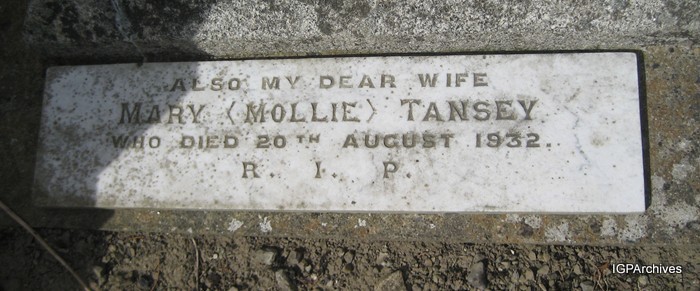 ALSO MY DEAR WIFE
MARY (MOLLIE) TANSEY
WHO DIED 20TH AUGUST 1932.
R. I. P.
IGPArchives